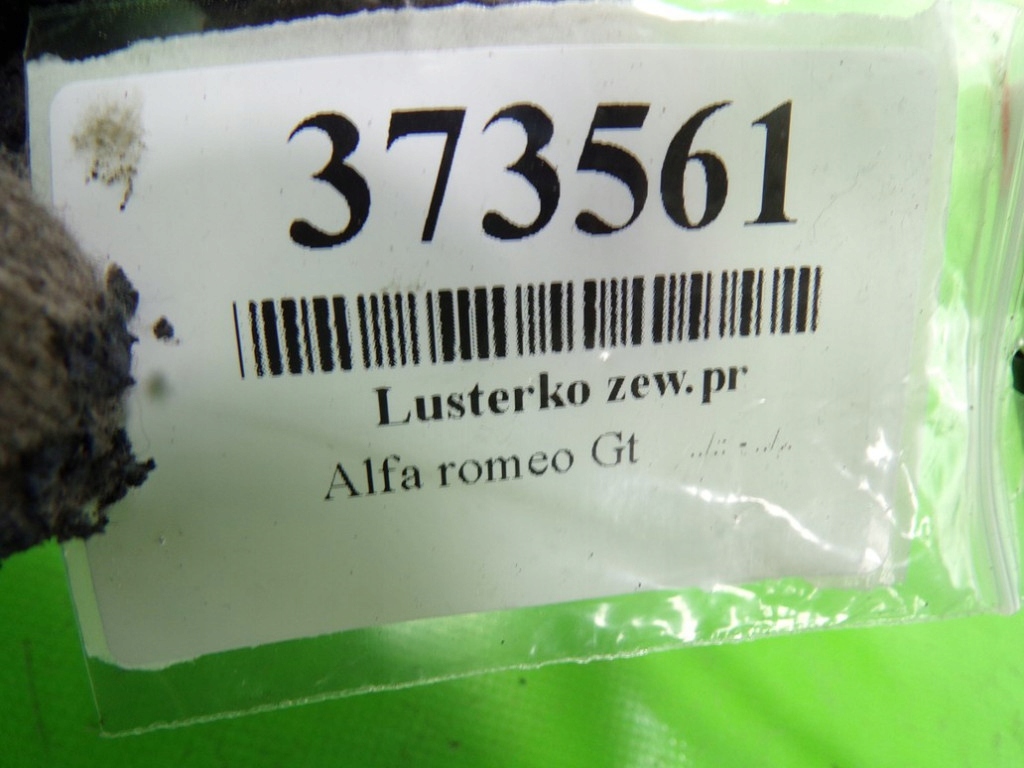 373561
Lusterko zew.pr
Alfa romeo Gt